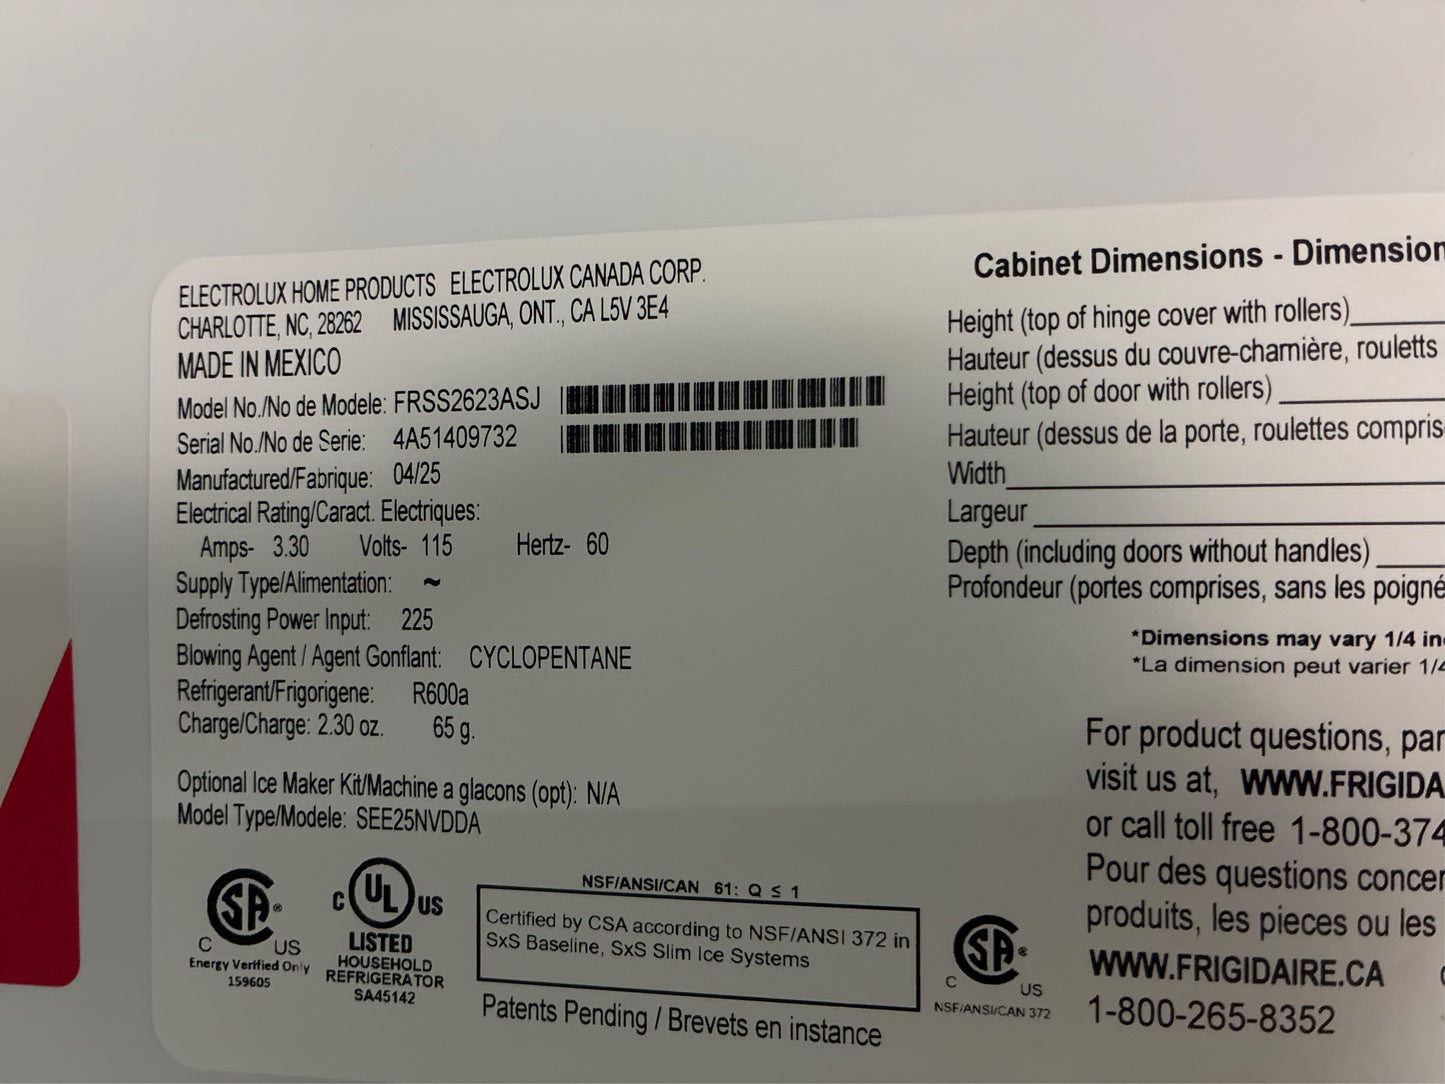 ELECTROLUX HOME PRODUCTS ELECTROLUX CANADA CORP.
CHARLOTTE, NC, 28262 MISSISSAUGA, ONT., CA L5V 3E4
MADE IN MEXICO
Model No./No de Modele: FRSS2623ASJ
Serial No./No de Serie: 4A51409732
Manufactured/Fabrique: 04/25
Electrical Rating/Caract. Electriques:
Amps- 3.30 Volts- 115 Hertz- 60
Supply Type/Alimentation: ~
Defrosting Power Input: 225
Blowing Agent / Agent Gonflant: CYCLOPENTANE
Refrigerant/Frigorigene: R600a
Charge/Charge: 2.30 oz. 65 g.
Optional Ice Maker Kit/Machine a glacons (opt): N/A
Model Type/Modele: SEE25NVDDA
CSA®
C US
Energy Verified Only
159605
C UL US
LISTED
HOUSEHOLD
REFRIGERATOR
SA45142
NSF/ANSI/CAN 61: Q ≤ 1
Certified by CSA according to NSF/ANSI 372 in
SxS Baseline, SxS Slim Ice Systems
Patents Pending / Brevets en instance
CSA®
C US
NSF/ANSI/CAN 372
Cabinet Dimensions - Dimension
Height (top of hinge cover with rollers)
Hauteur (dessus du couvre-charnière, rouletts
Height (top of door with rollers)
Hauteur (dessus de la porte, roulettes compris
Width
Largeur
Depth (including doors without handles)
Profondeur (portes comprises, sans les poigné
*Dimensions may vary 1/4 in
*La dimension peut varier 1/4
For product questions, par
visit us at, WWW.FRIGIDA
or call toll free 1-800-374
Pour des questions concer
produits, les pieces ou les
WWW.FRIGIDAIRE.CA
1-800-265-8352